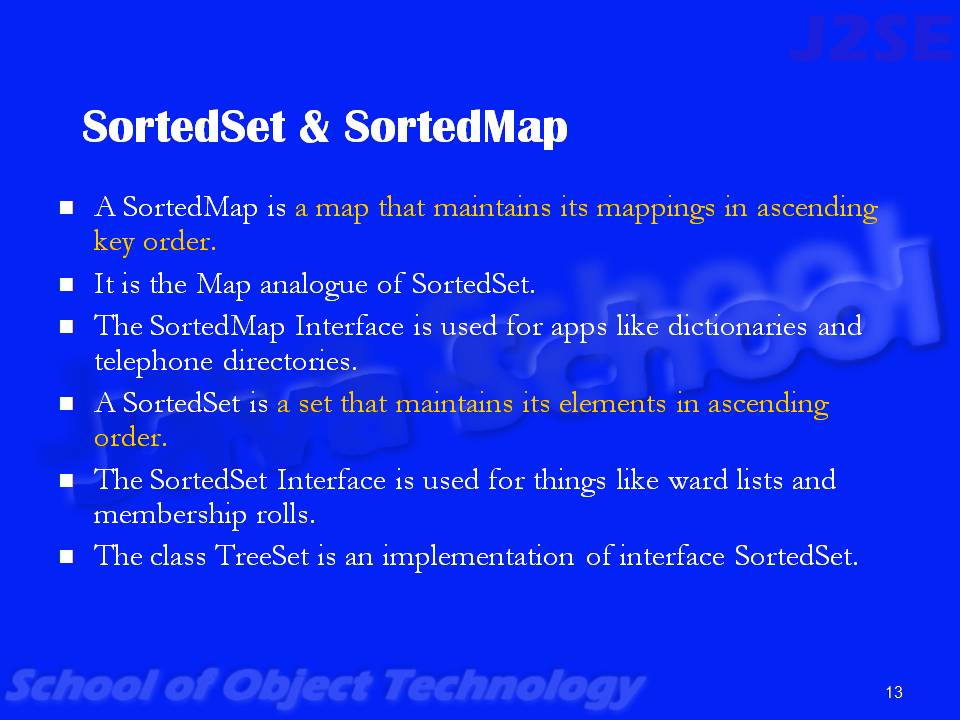 J2SE
SortedSet & SortedMap
A SortedMap is a map that maintains its mappings in ascending
key order.
It is the Map analogue of SortedSet.
The SortedMap Interface is used for apps like dictionaries and
telephone directories.
A SortedSet is a set that maintains its elements in ascending
order.
The SortedSet Interface is used for things like ward lists and
membership rolls.
The class TreeSet is an implementation of interface SortedSet.
Java School
School of Object Technology
13